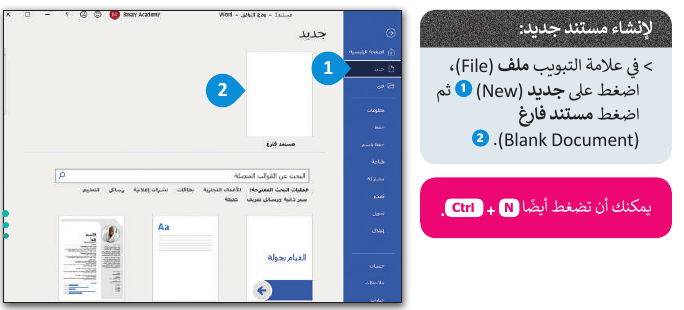 لإنشاء مستند جديد:
> في علامة التبويب ملف (File)،
اضغط على جديد (New) 1 ثم
اضغط مستند فارغ
(Blank Document). 2
يمكنك أن تضغط أيضًا Ctrl + N.
مستند1 - وضع التوافق - Word
Binary Academy
جديد
الصفحة الرئيسية
جديد
فتح
معلومات
حفظ
حفظ باسم
طباعة
مشاركة
تصدير
تحويل
إغلاق
حساب
ملاحظات
خيارات
1
2
مستند فارغ
البحث عن القوالب المتصلة
عمليات البحث المقترحة: الأعمال التجارية بطاقات نشرات إعلانية رسائل التعليم
سير ذاتية ورسائل تعريف عطلة
القيام بجولة
Aa